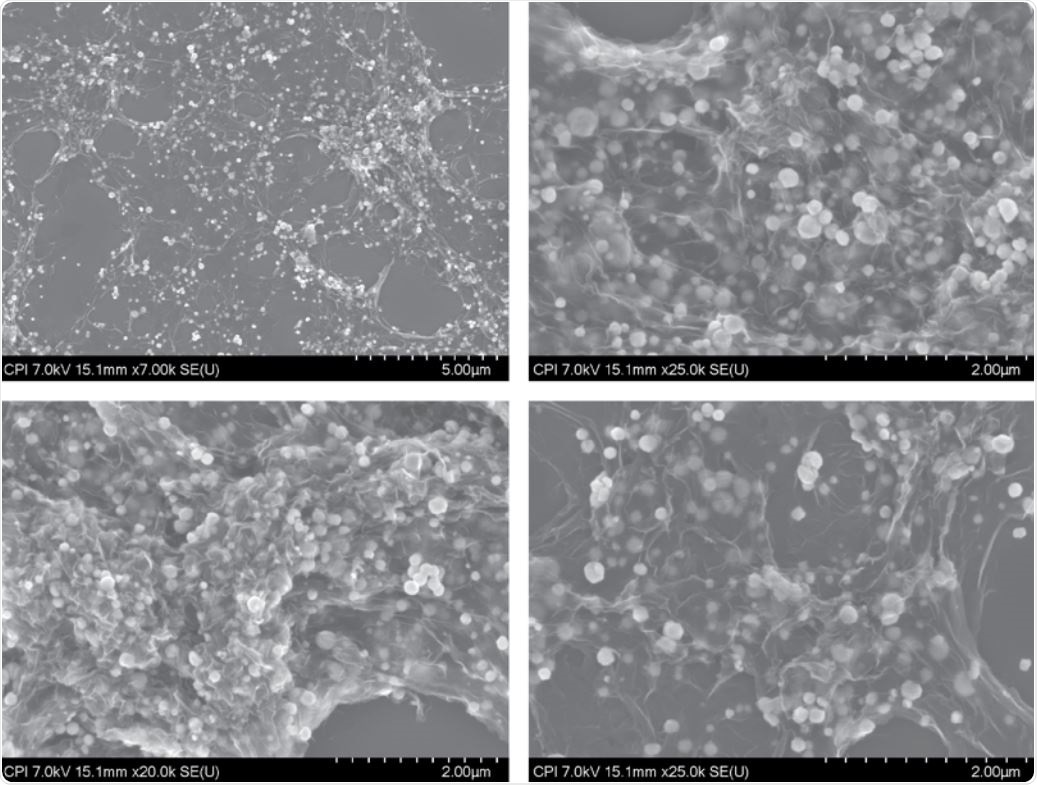 CPI 7.0kV 15.1mm x7.00k SE(U) 5.00µm
CPI 7.0kV 15.1mm x25.0k SE(U) 2.00µm
CPI 7.0kV 15.1mm x20.0k SE(U) 2.00µm
CPI 7.0kV 15.1mm x25.0k SE(U) 2.00µm